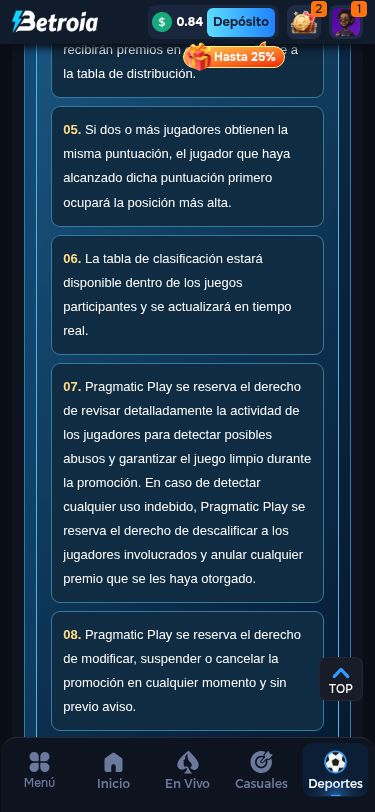 Betroia
$ 0.84 Depósito
2
1
recibirán premios en
la tabla de distribución.
Hasta 25%
05. Si dos o más jugadores obtienen la
misma puntuación, el jugador que haya
alcanzado dicha puntuación primero
ocupará la posición más alta.
06. La tabla de clasificación estará
disponible dentro de los juegos
participantes y se actualizará en tiempo
real.
07. Pragmatic Play se reserva el derecho
de revisar detalladamente la actividad de
los jugadores para detectar posibles
abusos y garantizar el juego limpio durante
la promoción. En caso de detectar
cualquier uso indebido, Pragmatic Play se
reserva el derecho de descalificar a los
jugadores involucrados y anular cualquier
premio que se les haya otorgado.
08. Pragmatic Play se reserva el derecho
de modificar, suspender o cancelar la
promoción en cualquier momento y sin
previo aviso.
TOP
Menú Inicio En Vivo Casuales Deportes